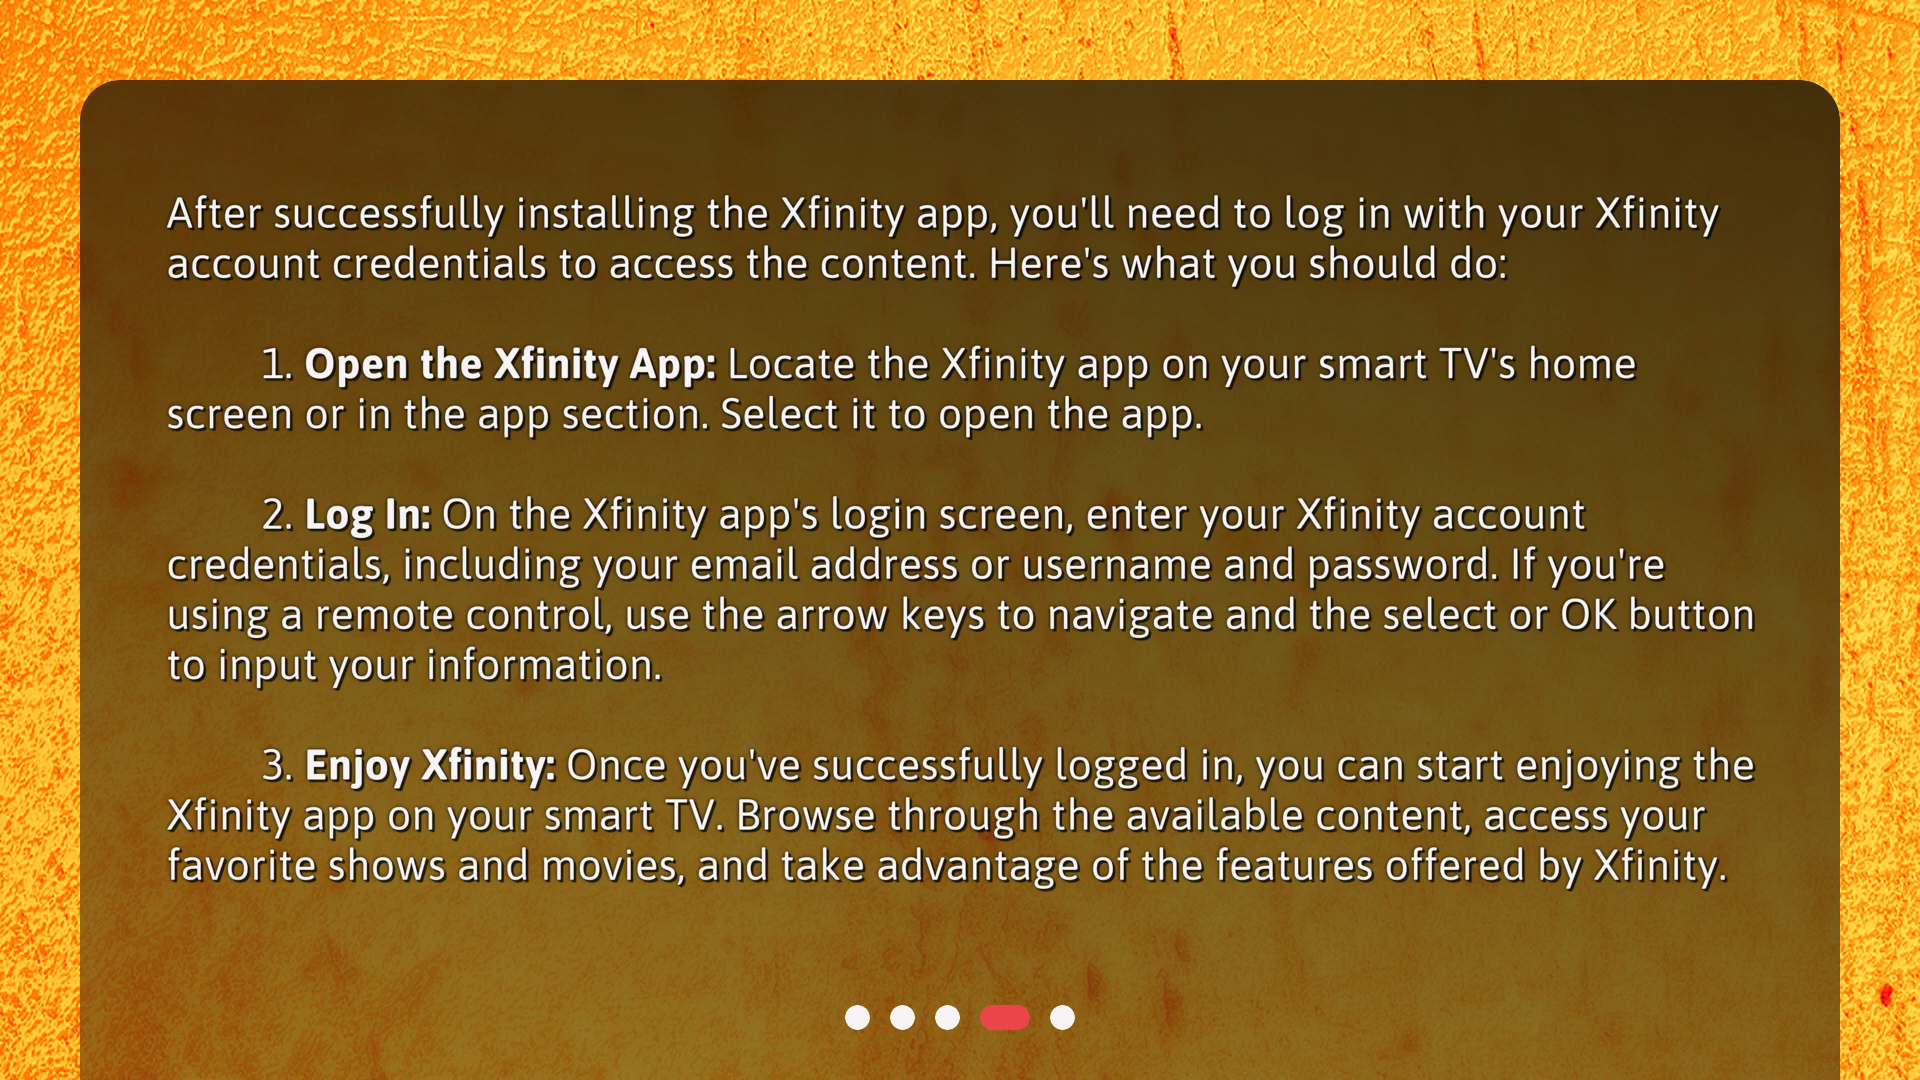 After successfully installing the Xfinity app, you'll need to log in with your Xfinity
account credentials to access the content. Here's what you should do:
1. Open the Xfinity App: Locate the Xfinity app on your smart TV's home
screen or in the app section. Select it to open the app.
2. Log In: On the Xfinity app's login screen, enter your Xfinity account
credentials, including your email address or username and password. If you're
using a remote control, use the arrow keys to navigate and the select or OK button
to input your information.
3. Enjoy Xfinity: Once you've successfully logged in, you can start enjoying the
Xfinity app on your smart TV. Browse through the available content, access your
favorite shows and movies, and take advantage of the features offered by Xfinity.